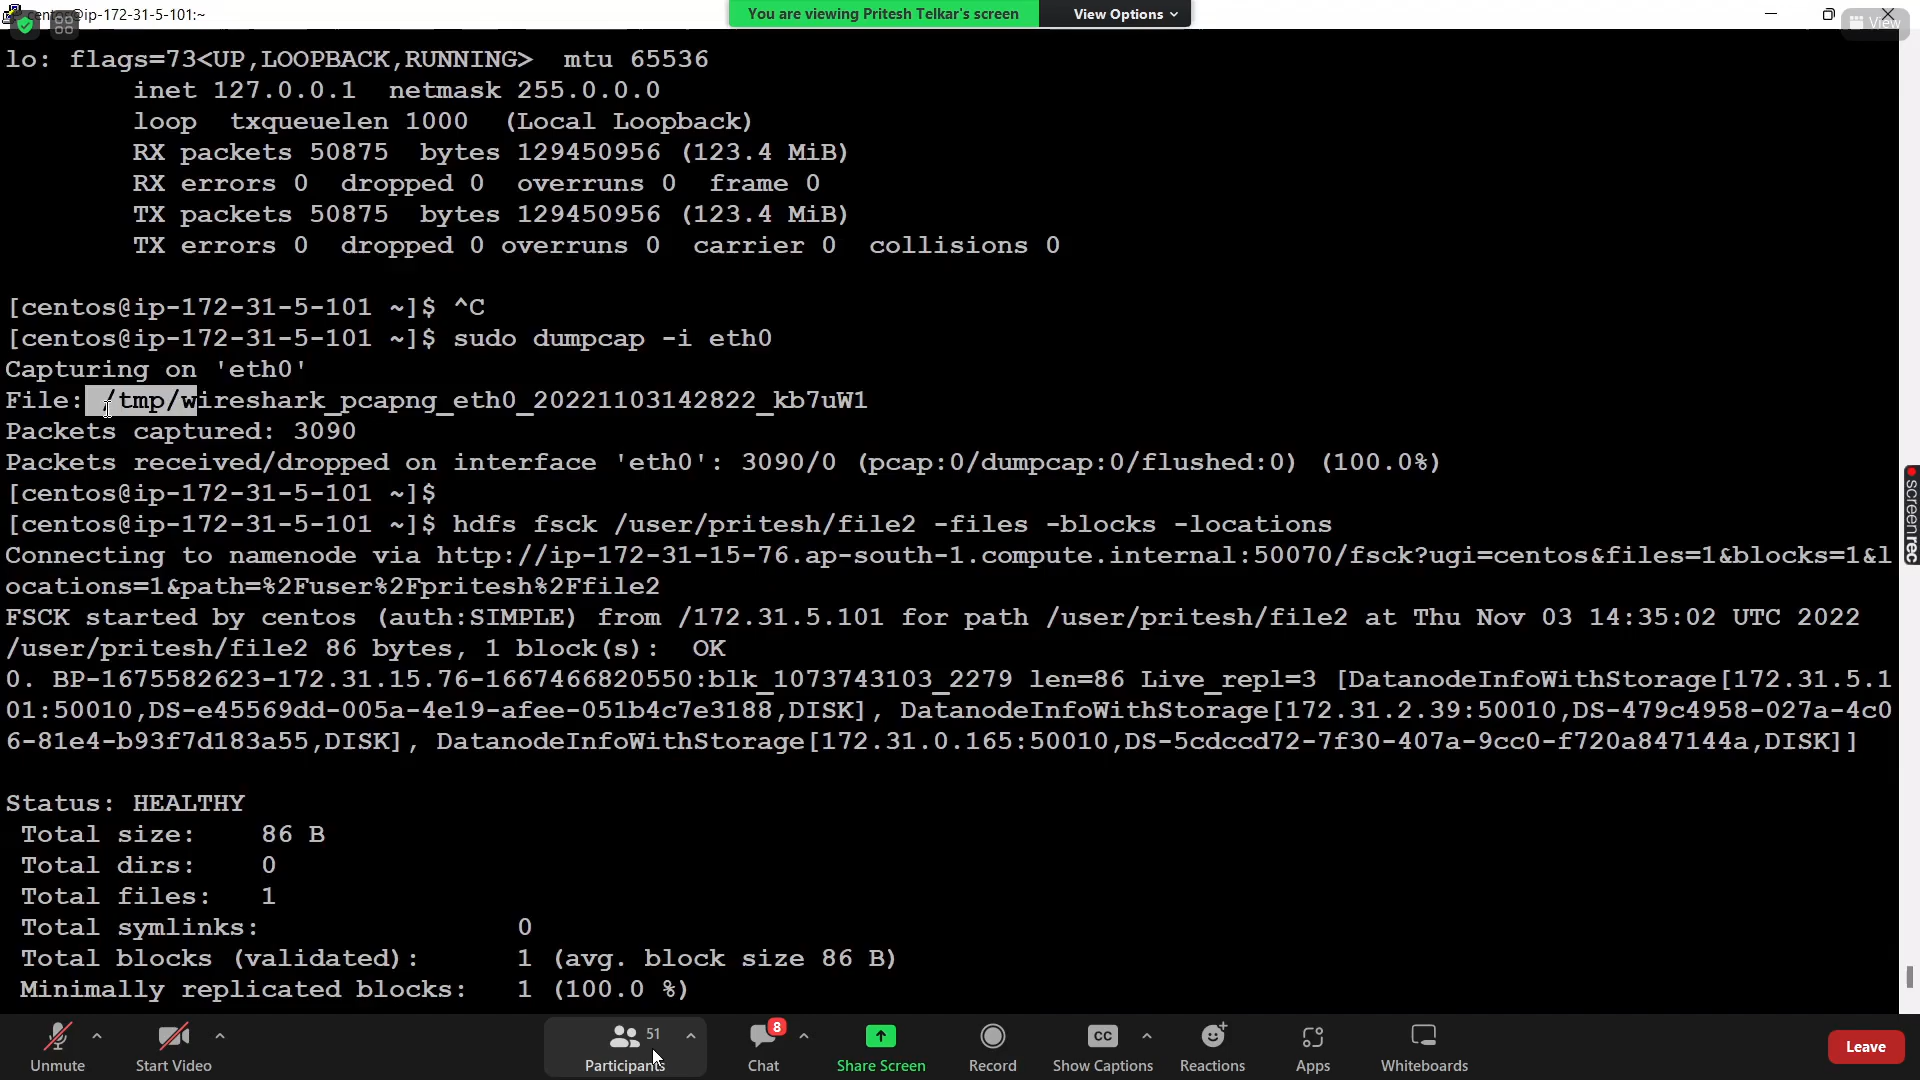 centos@ip-172-31-5-101:~
You are viewing Pritesh Telkar's screen
View Options
View
lo: flags=73<UP,LOOPBACK,RUNNING>  mtu 65536
        inet 127.0.0.1  netmask 255.0.0.0
        loop  txqueuelen 1000  (Local Loopback)
        RX packets 50875  bytes 129450956 (123.4 MiB)
        RX errors 0  dropped 0  overruns 0  frame 0
        TX packets 50875  bytes 129450956 (123.4 MiB)
        TX errors 0  dropped 0 overruns 0  carrier 0  collisions 0
[centos@ip-172-31-5-101 ~]$ ^C
[centos@ip-172-31-5-101 ~]$ sudo dumpcap -i eth0
Capturing on 'eth0'
File: /tmp/wireshark_pcapng_eth0_20221103142822_kb7uW1
Packets captured: 3090
Packets received/dropped on interface 'eth0': 3090/0 (pcap:0/dumpcap:0/flushed:0) (100.0%)
[centos@ip-172-31-5-101 ~]$
[centos@ip-172-31-5-101 ~]$ hdfs fsck /user/pritesh/file2 -files -blocks -locations
Connecting to namenode via http://ip-172-31-15-76.ap-south-1.compute.internal:50070/fsck?ugi=centos&files=1&blocks=1&l
ocations=1&path=%2Fuser%2Fpritesh%2Ffile2
FSCK started by centos (auth:SIMPLE) from /172.31.5.101 for path /user/pritesh/file2 at Thu Nov 03 14:35:02 UTC 2022
/user/pritesh/file2 86 bytes, 1 block(s):  OK
0. BP-1675582623-172.31.15.76-1667466820550:blk_1073743103_2279 len=86 Live_repl=3 [DatanodeInfoWithStorage[172.31.5.1
01:50010,DS-e45569dd-005a-4e19-afee-051b4c7e3188,DISK], DatanodeInfoWithStorage[172.31.2.39:50010,DS-479c4958-027a-4c0
6-81e4-b93f7d183a55,DISK], DatanodeInfoWithStorage[172.31.0.165:50010,DS-5cdccd72-7f30-407a-9cc0-f720a847144a,DISK]]
Status: HEALTHY
 Total size:    86 B
 Total dirs:    0
 Total files:   1
 Total symlinks:                0
 Total blocks (validated):      1 (avg. block size 86 B)
 Minimally replicated blocks:   1 (100.0 %)
screenrec
Unmute
Start Video
51
Participants
8
Chat
Share Screen
Record
CC
Show Captions
Reactions
Apps
Whiteboards
Leave